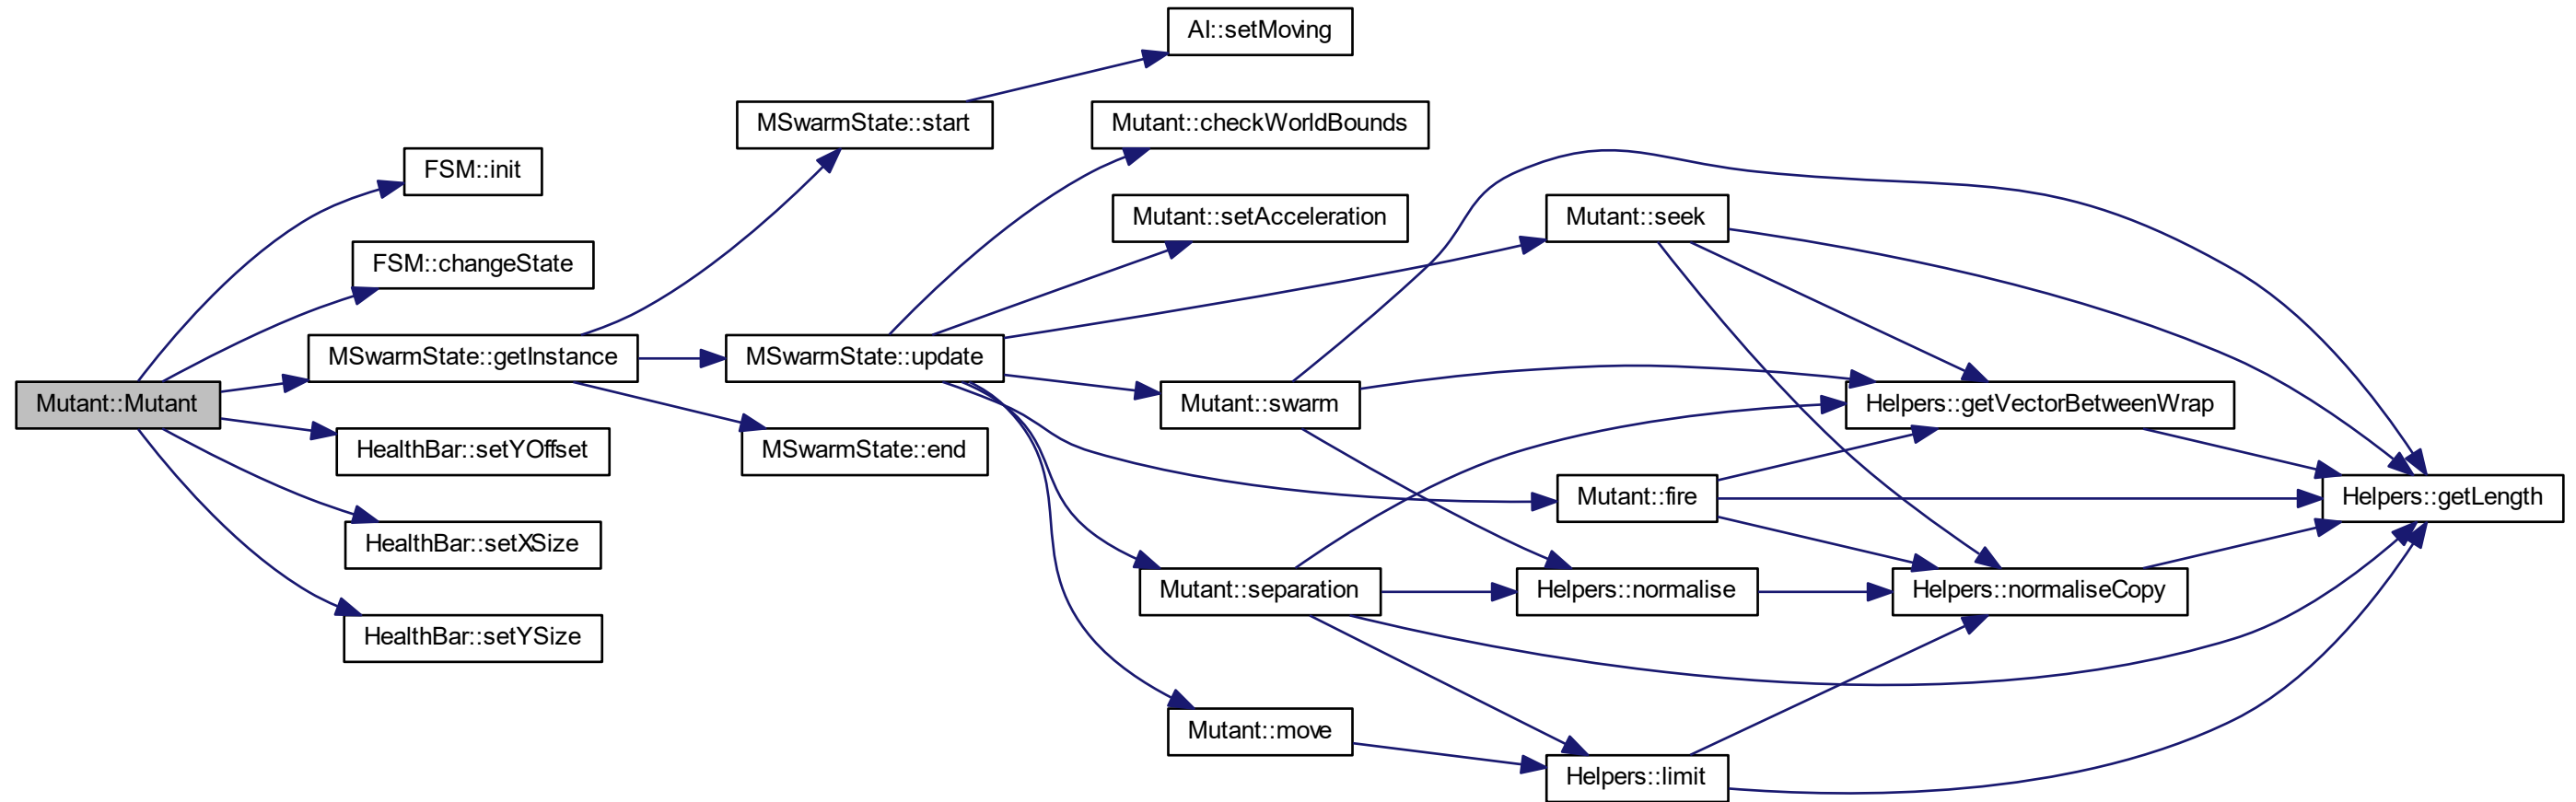 AI::setMoving
MSwarmState::start
Mutant::checkWorldBounds
FSM::init
Mutant::setAcceleration
Mutant::seek
FSM::changeState
MSwarmState::getInstance
MSwarmState::update
Mutant::Mutant
Mutant::swarm
Helpers::getVectorBetweenWrap
HealthBar::setYOffset
MSwarmState::end
Mutant::fire
Helpers::getLength
HealthBar::setXSize
Mutant::separation
Helpers::normalise
Helpers::normaliseCopy
HealthBar::setYSize
Mutant::move
Helpers::limit